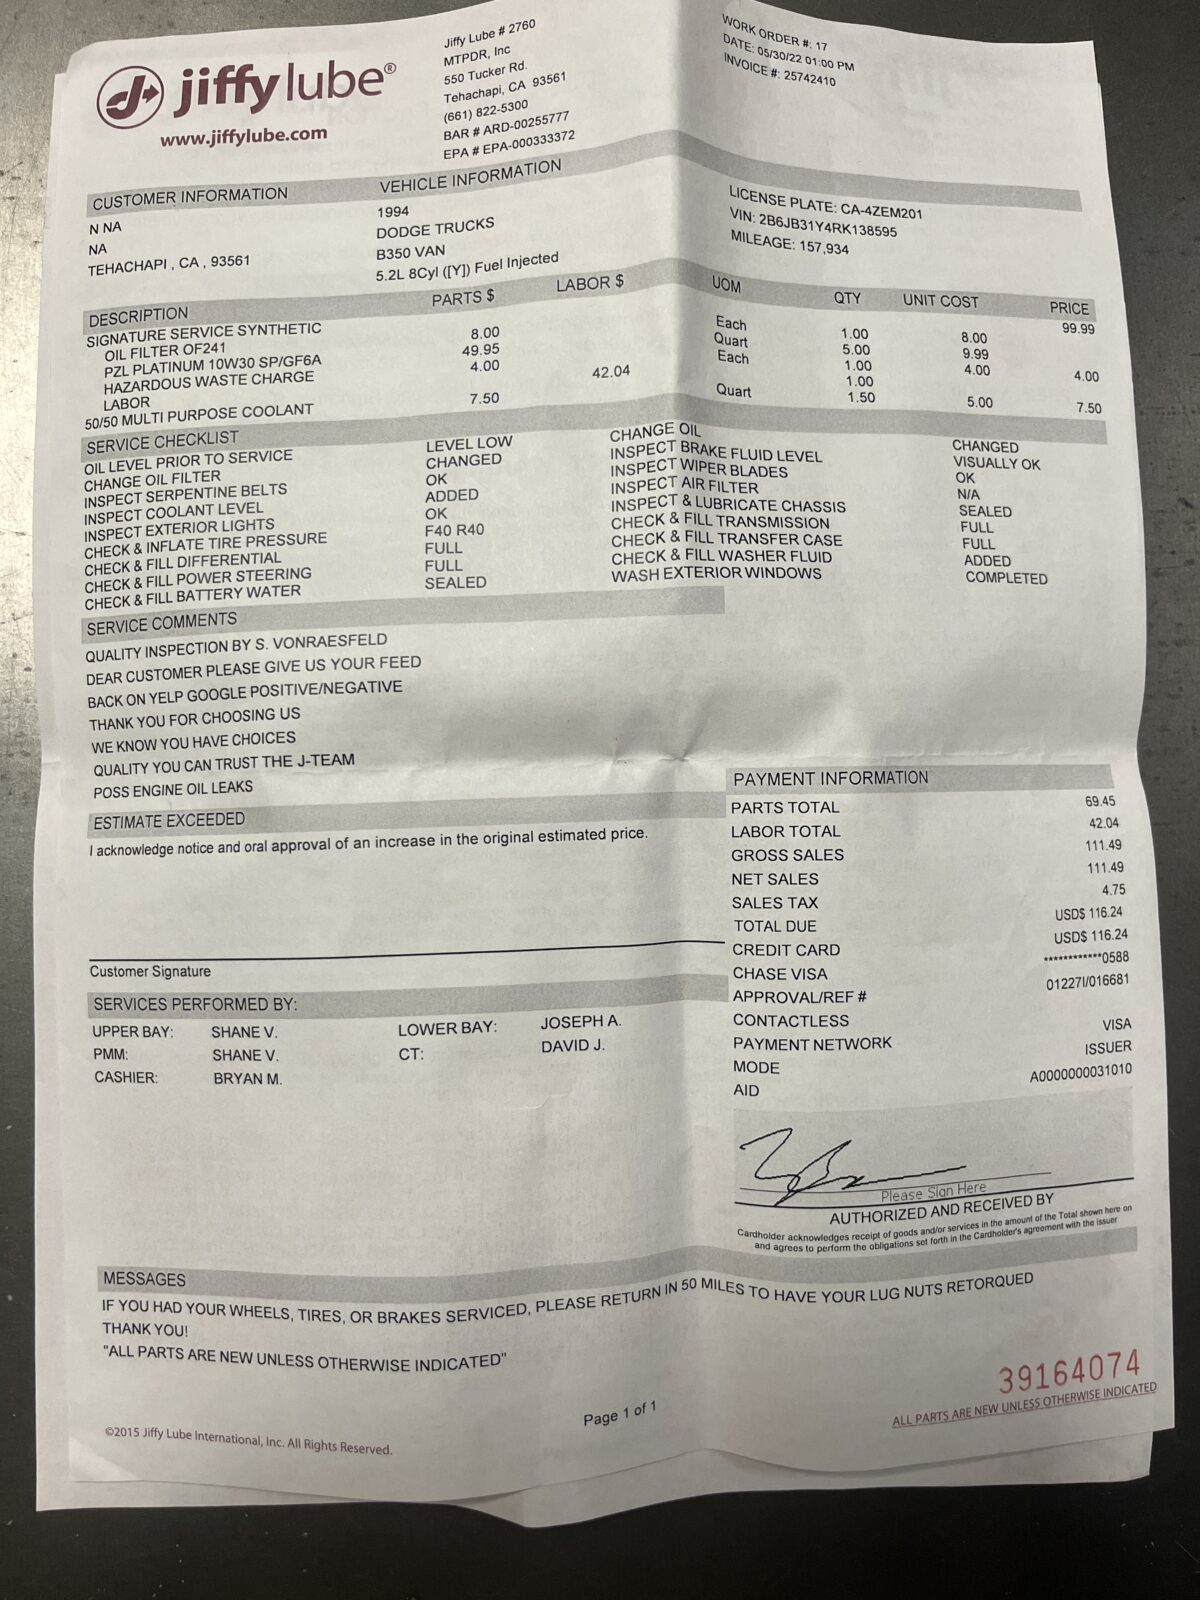 jiffy lube®
www.jiffylube.com
Jiffy Lube # 2760
MTPDR, Inc
550 Tucker Rd.
Tehachapi, CA 93561
(661) 822-5300
BAR # ARD-00255777
EPA # EPA-000333372
WORK ORDER #: 17
DATE: 05/30/22 01:00 PM
INVOICE #: 25742410
CUSTOMER INFORMATION
N NA
NA
TEHACHAPI , CA , 93561
VEHICLE INFORMATION
1994
DODGE TRUCKS
B350 VAN
5.2L 8Cyl ([Y]) Fuel Injected
LICENSE PLATE: CA-4ZEM201
VIN: 2B6JB31Y4RK138595
MILEAGE: 157,934
DESCRIPTION PARTS $ LABOR $ UOM QTY UNIT COST PRICE
SIGNATURE SERVICE SYNTHETIC 99.99
OIL FILTER OF241 8.00 Each 1.00 8.00
PZL PLATINUM 10W30 SP/GF6A 49.95 Quart 5.00 9.99
HAZARDOUS WASTE CHARGE 4.00 Each 1.00 4.00 4.00
LABOR 42.04 1.00
50/50 MULTI PURPOSE COOLANT 7.50 Quart 1.50 5.00 7.50
SERVICE CHECKLIST
OIL LEVEL PRIOR TO SERVICE LEVEL LOW CHANGE OIL CHANGED
CHANGE OIL FILTER CHANGED INSPECT BRAKE FLUID LEVEL VISUALLY OK
INSPECT SERPENTINE BELTS OK INSPECT WIPER BLADES OK
INSPECT COOLANT LEVEL ADDED INSPECT AIR FILTER N/A
INSPECT EXTERIOR LIGHTS OK INSPECT & LUBRICATE CHASSIS SEALED
CHECK & INFLATE TIRE PRESSURE F40 R40 CHECK & FILL TRANSMISSION FULL
CHECK & FILL DIFFERENTIAL FULL CHECK & FILL TRANSFER CASE FULL
CHECK & FILL POWER STEERING FULL CHECK & FILL WASHER FLUID ADDED
CHECK & FILL BATTERY WATER SEALED WASH EXTERIOR WINDOWS COMPLETED
SERVICE COMMENTS
QUALITY INSPECTION BY S. VONRAESFELD
DEAR CUSTOMER PLEASE GIVE US YOUR FEED
BACK ON YELP GOOGLE POSITIVE/NEGATIVE
THANK YOU FOR CHOOSING US
WE KNOW YOU HAVE CHOICES
QUALITY YOU CAN TRUST THE J-TEAM
POSS ENGINE OIL LEAKS
ESTIMATE EXCEEDED
I acknowledge notice and oral approval of an increase in the original estimated price.
Customer Signature
SERVICES PERFORMED BY:
UPPER BAY: SHANE V. LOWER BAY: JOSEPH A.
PMM: SHANE V. CT: DAVID J.
CASHIER: BRYAN M.
PAYMENT INFORMATION
PARTS TOTAL 69.45
LABOR TOTAL 42.04
GROSS SALES 111.49
NET SALES 111.49
SALES TAX 4.75
TOTAL DUE USD$ 116.24
CREDIT CARD USD$ 116.24
CHASE VISA ************0588
APPROVAL/REF # 01227I/016681
CONTACTLESS
PAYMENT NETWORK VISA
MODE ISSUER
AID A0000000031010
Please Sign Here
AUTHORIZED AND RECEIVED BY
Cardholder acknowledges receipt of goods and/or services in the amount of the Total shown here on
and agrees to perform the obligations set forth in the Cardholder's agreement with the issuer
MESSAGES
IF YOU HAD YOUR WHEELS, TIRES, OR BRAKES SERVICED, PLEASE RETURN IN 50 MILES TO HAVE YOUR LUG NUTS RETORQUED
THANK YOU!
"ALL PARTS ARE NEW UNLESS OTHERWISE INDICATED"
39164074
ALL PARTS ARE NEW UNLESS OTHERWISE INDICATED
Page 1 of 1
©2015 Jiffy Lube International, Inc. All Rights Reserved.